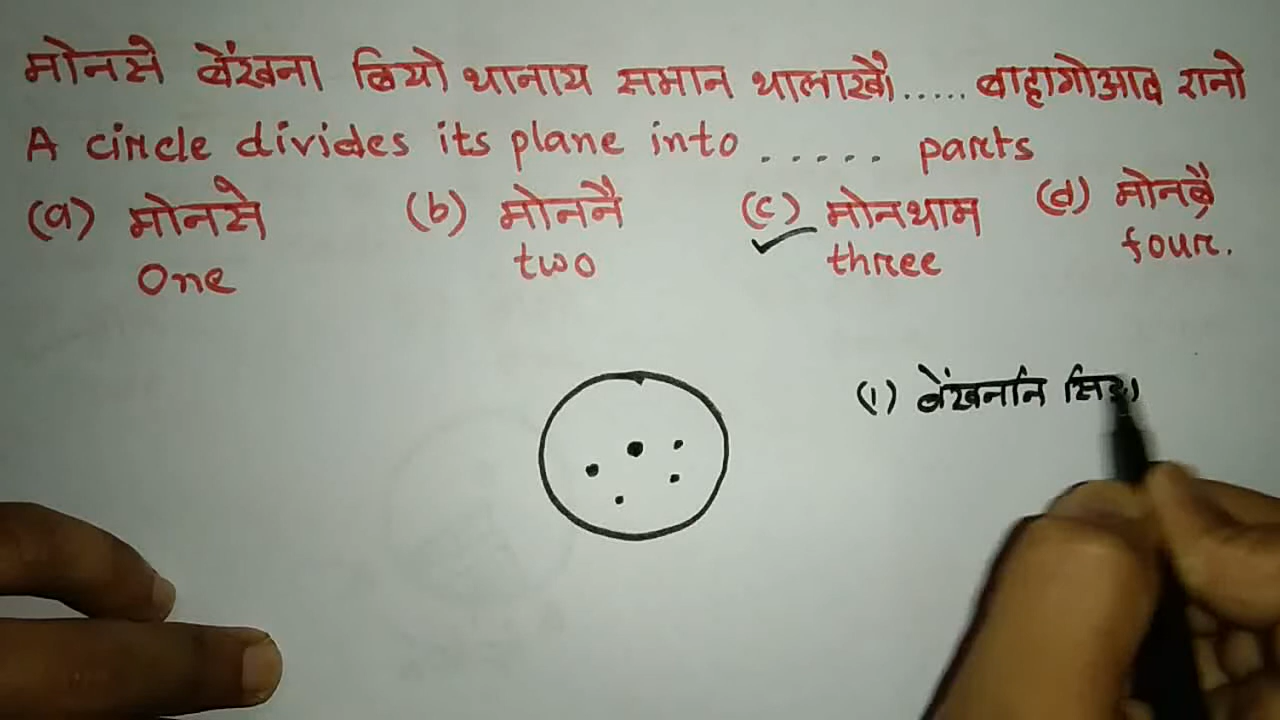 मोनसे बेंखना बियो थानाय समान थालाखौ..... बाहागोआव रानो
A circle divides its plane into ..... parts
(a) मोनसे (b) मोननै (c) मोनथाम (d) मोनब्रै
One two three four.
(1) बेंखननि